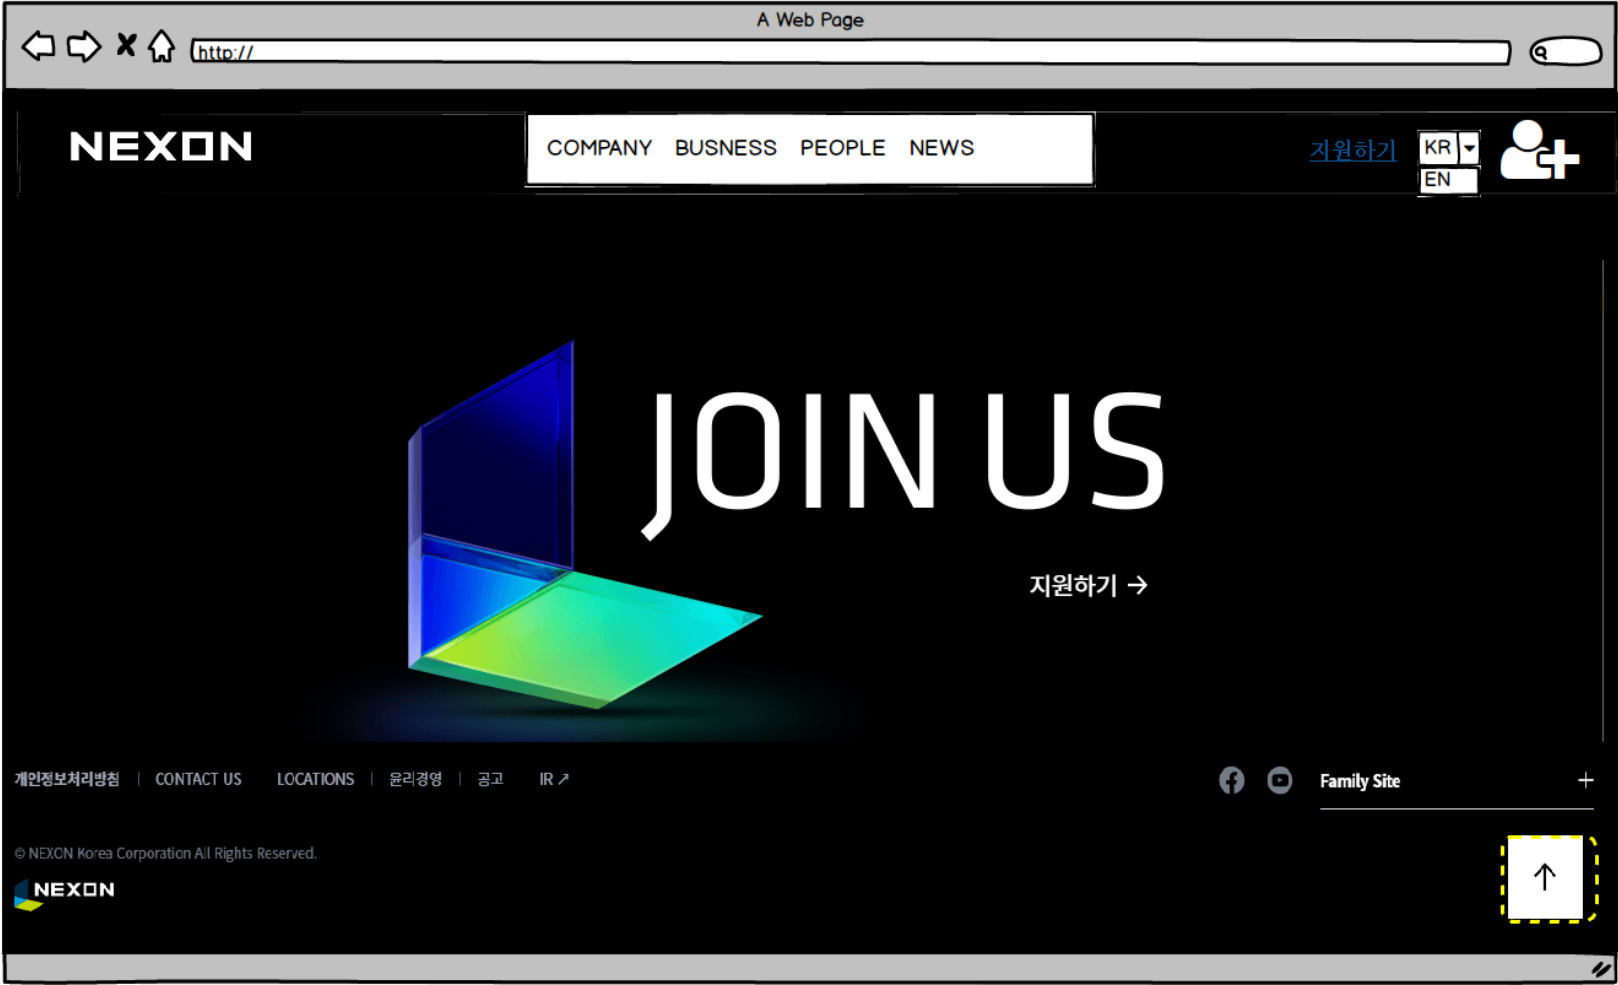 A Web Page
http://
NEXON
COMPANY BUSNESS PEOPLE NEWS
지원하기
KR
EN
JOIN US
지원하기 →
개인정보처리방침 | CONTACT US LOCATIONS | 윤리경영 | 공고 IR ↗
Family Site +
© NEXON Korea Corporation All Rights Reserved.
NEXON